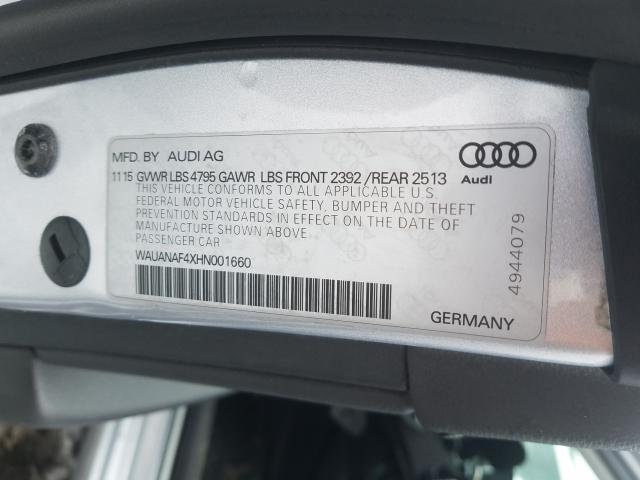 MFD. BY AUDI AG
1115 GVWR LBS 4795 GAWR LBS FRONT 2392 /REAR 2513
THIS VEHICLE CONFORMS TO ALL APPLICABLE U.S.
FEDERAL MOTOR VEHICLE SAFETY, BUMPER AND THEFT
PREVENTION STANDARDS IN EFFECT ON THE DATE OF
MANUFACTURE SHOWN ABOVE.
PASSENGER CAR
WAUANAF4XHN001660
Audi
4944079
GERMANY